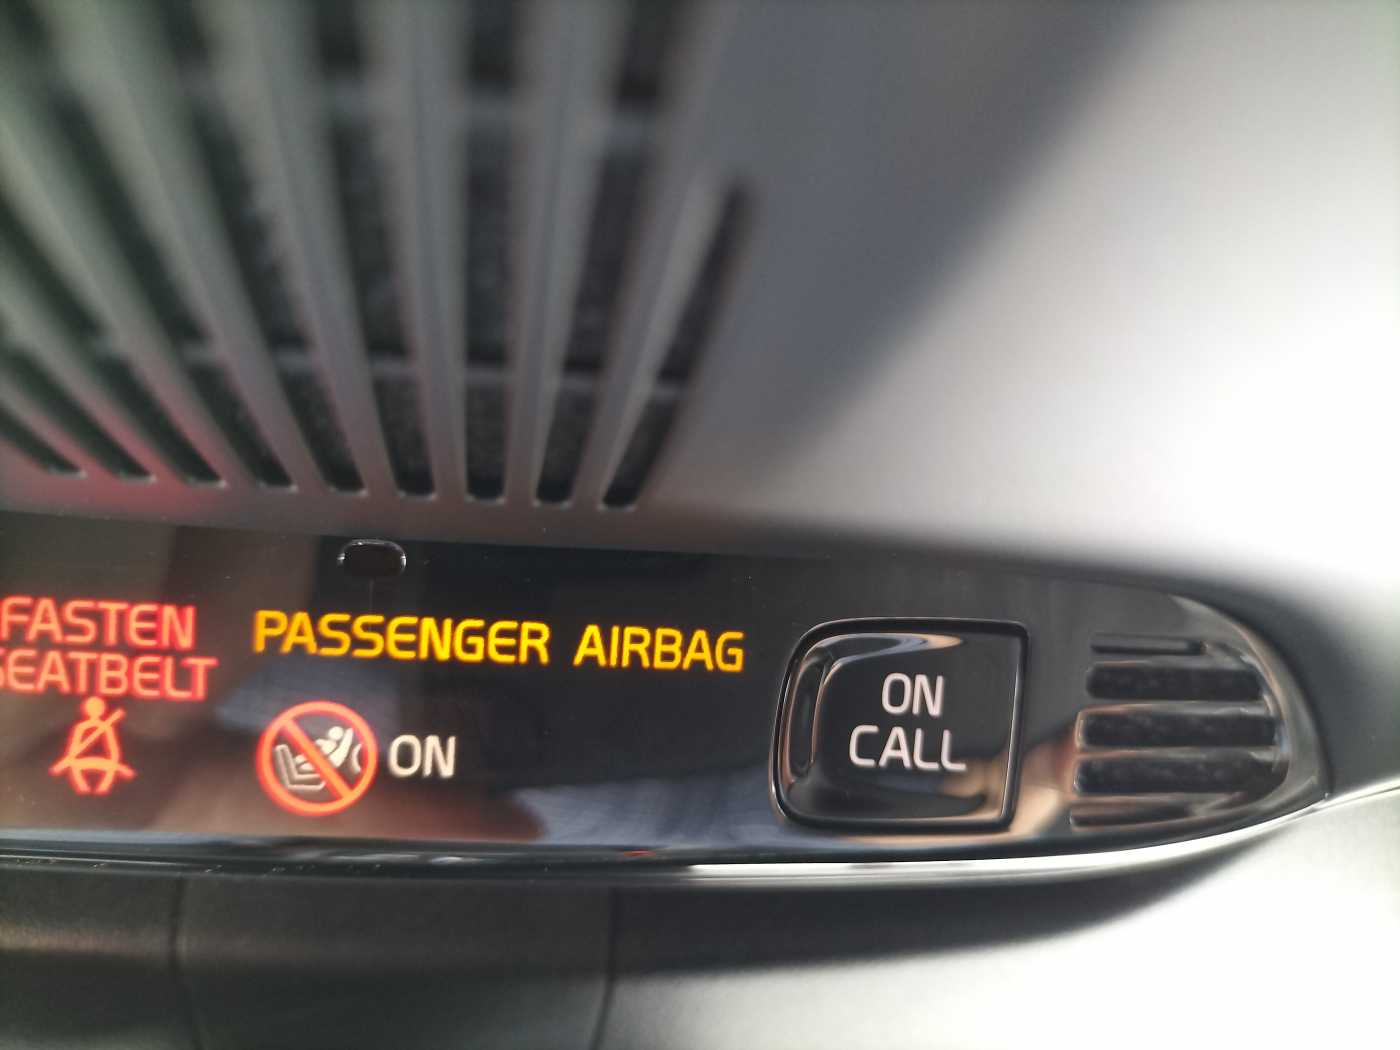 FASTEN
SEATBELT
PASSENGER AIRBAG
ON
ON
CALL